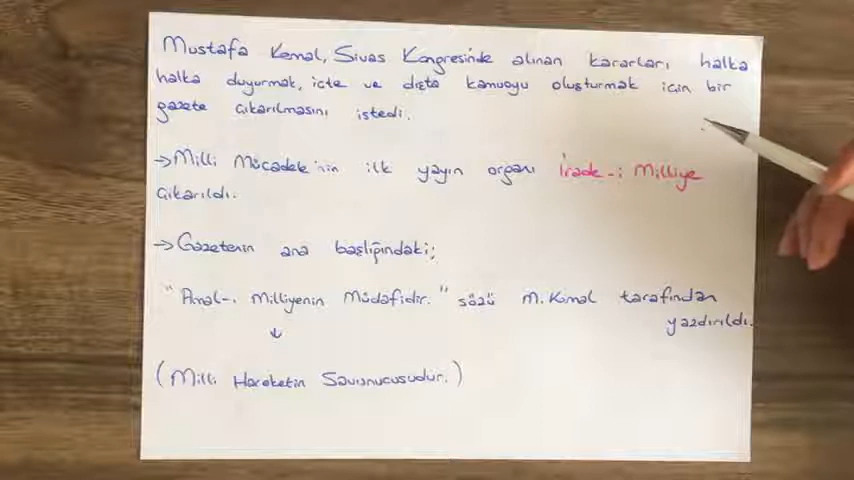 Mustafa Kemal, Sivas Kongresinde alınan kararları halka
halka duyurmak, içte ve dışta kamuoyu oluşturmak için bir
gazete çıkarılmasını istedi.
→Milli Mücadele'nin ilk yayın organı İrade-i Milliye
çıkarıldı.
→Gazetenin ana başlığındaki;
"Amal-ı Milliyenin Müdafidir." sözü M.Kemal tarafından
yazdırıldı.
↓
(Milli Hareketin Savunucusudur.)